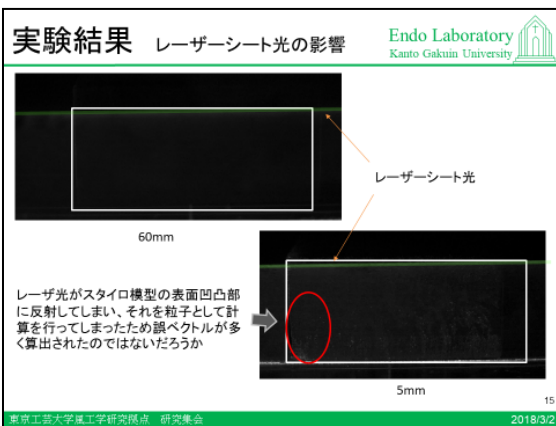 実験結果 レーザーシート光の影響
Endo Laboratory
Kanto Gakuin University
レーザーシート光
60mm
レーザ光がスタイロ模型の表面凹凸部
に反射してしまい、それを粒子として計
算を行ってしまったため誤ベクトルが多
く算出されたのではないだろうか
5mm
15
東京工芸大学風工学研究拠点 研究集会
2018/3/2